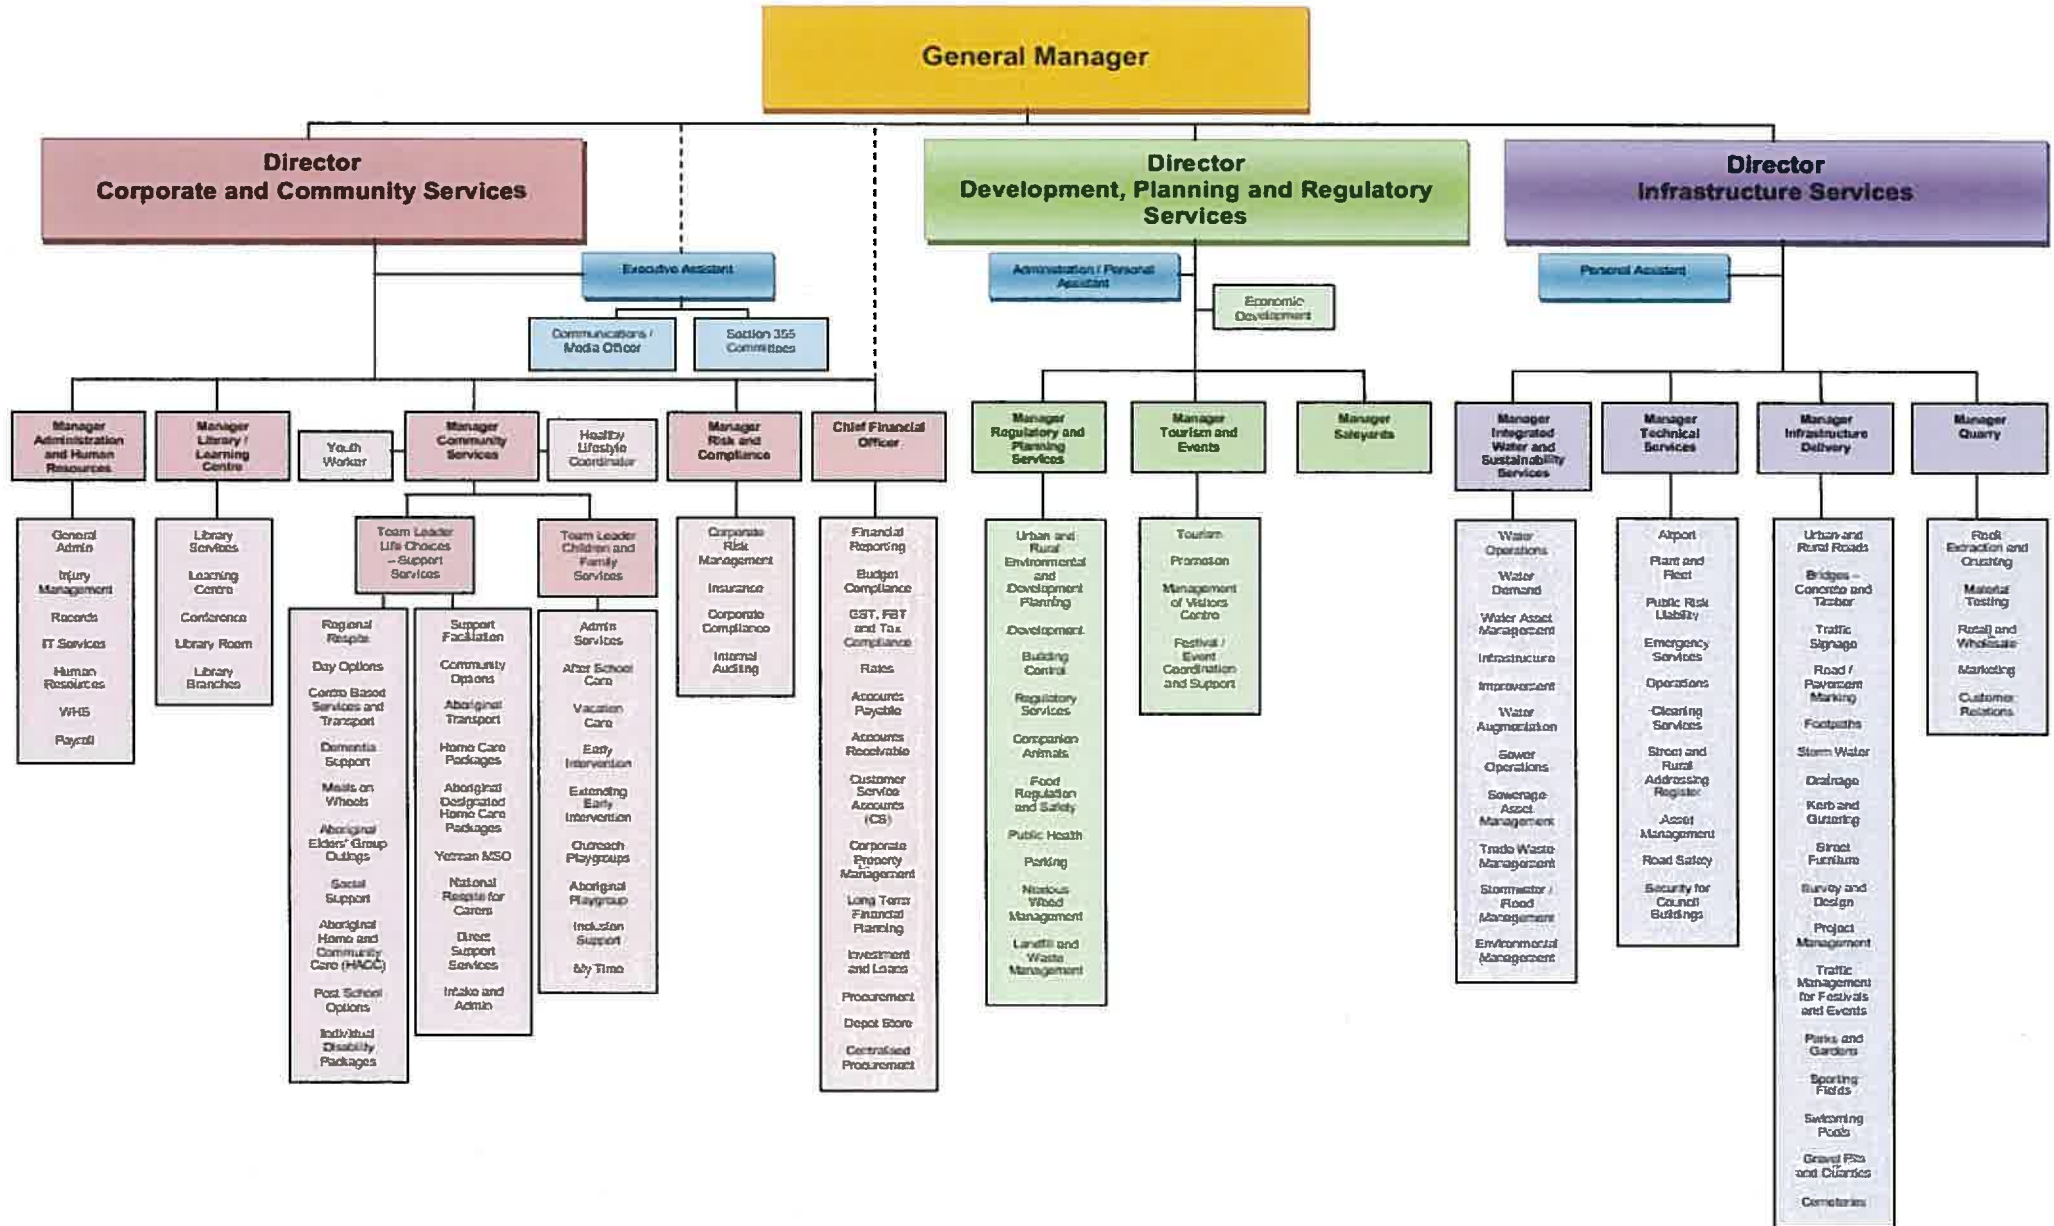 General Manager
Director
Corporate and Community Services
Director
Development, Planning and Regulatory
Services
Director
Infrastructure Services
Executive Assistant
Administration / Personal
Assistant
Personal Assistant
Economic
Development
Communications /
Media Officer
Section 355
Committees
Manager
Administration
and Human
Resources
Manager
Library /
Learning
Centre
Youth
Worker
Manager
Community
Services
Healthy
Lifestyle
Coordinator
Manager
Risk and
Compliance
Chief Financial
Officer
Manager
Regulatory and
Planning
Services
Manager
Tourism and
Events
Manager
Saleyards
Manager
Integrated
Water and
Sustainability
Services
Manager
Technical
Services
Manager
Infrastructure
Delivery
Manager
Quarry
General
Admin
Injury
Management
Records
IT Services
Human
Resources
WHS
Payroll
Library
Services
Learning
Centre
Conference
Library Room
Library
Branches
Team Leader
Life Choices
– Support
Services
Regional
Respite
Day Options
Centre Based
Services and
Transport
Dementia
Support
Meals on
Wheels
Aboriginal
Elders' Group
Outings
Social
Support
Aboriginal
Home and
Community
Care (HACC)
Post School
Options
Individual
Disability
Packages
Support
Facilitation
Community
Options
Aboriginal
Transport
Home Care
Packages
Aboriginal
Designated
Home Care
Packages
Yetman MSO
National
Respite for
Carers
Direct
Support
Services
Intake and
Admin
Team Leader
Children and
Family
Services
Admin
Services
After School
Care
Vacation
Care
Early
Intervention
Extending
Early
Intervention
Outreach
Playgroups
Aboriginal
Playgroup
Inclusion
Support
My Time
Corporate
Risk
Management
Insurance
Corporate
Compliance
Internal
Auditing
Financial
Reporting
Budget
Compliance
GST, FBT
and Tax
Compliance
Rates
Accounts
Payable
Accounts
Receivable
Customer
Service
Accounts
(CS)
Corporate
Property
Management
Long Term
Financial
Planning
Investment
and Loans
Procurement
Depot Store
Centralised
Procurement
Urban and
Rural
Environmental
and
Development
Planning
Development
Building
Control
Regulatory
Services
Companion
Animals
Food
Regulation
and Safety
Public Health
Parking
Noxious
Weed
Management
Landfill and
Waste
Management
Tourism
Promotion
Management
of Visitors
Centre
Festival /
Event
Coordination
and Support
Water
Operations
Water
Demand
Water Asset
Management
Infrastructure
Improvement
Water
Augmentation
Sewer
Operations
Sewerage
Asset
Management
Trade Waste
Management
Stormwater /
Flood
Management
Environmental
Management
Airport
Plant and
Fleet
Public Risk
Liability
Emergency
Services
Operations
Cleaning
Services
Street and
Rural
Addressing
Register
Asset
Management
Road Safety
Security for
Council
Buildings
Urban and
Rural Roads
Bridges –
Concrete and
Timber
Traffic
Signage
Road /
Pavement
Marking
Footpaths
Storm Water
Drainage
Kerb and
Guttering
Street
Furniture
Survey and
Design
Project
Management
Traffic
Management
for Festivals
and Events
Parks and
Gardens
Sporting
Fields
Swimming
Pools
Gravel Pits
and Quarries
Cemeteries
Rock
Extraction and
Crushing
Material
Testing
Retail and
Wholesale
Marketing
Customer
Relations